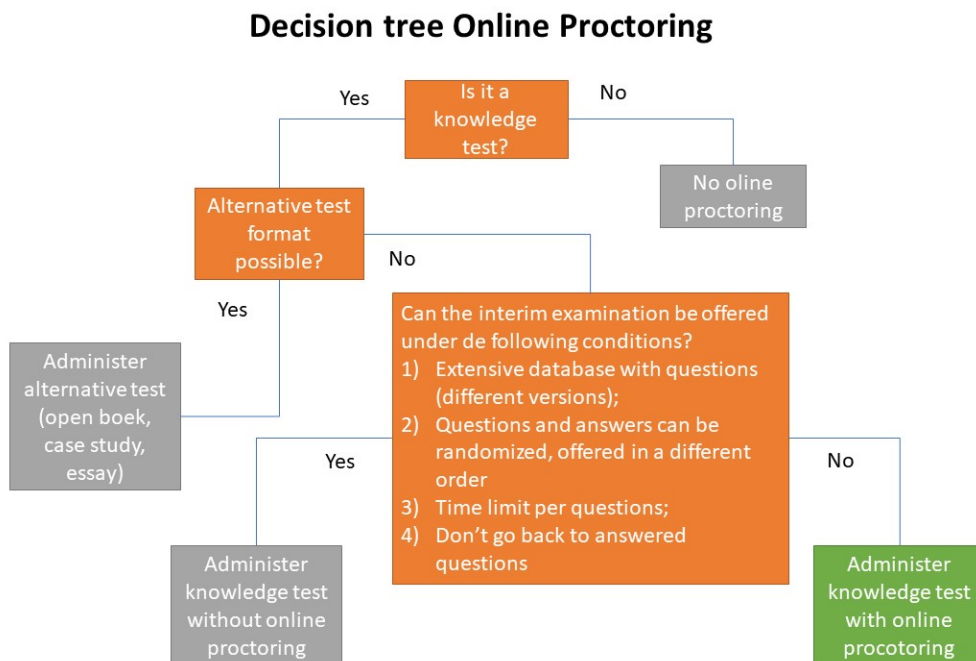 Decision tree Online Proctoring
Yes
Is it a
knowledge
test?
No
No oline
proctoring
Alternative test
format
possible?
No
Yes
Can the interim examination be offered
under de following conditions?
1) Extensive database with questions
(different versions);
2) Questions and answers can be
randomized, offered in a different
order
3) Time limit per questions;
4) Don’t go back to answered
questions
Administer
alternative test
(open boek,
case study,
essay)
Yes
No
Administer
knowledge test
without online
proctoring
Administer
knowledge test
with online
procotoring